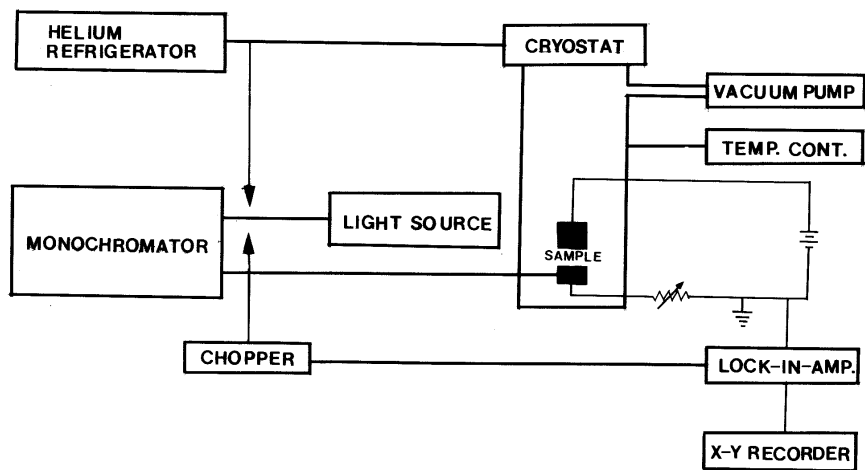 HELIUM
REFRIGERATOR
CRYOSTAT
VACUUM PUMP
TEMP. CONT.
LIGHT SOURCE
MONOCHROMATOR
SAMPLE
CHOPPER
LOCK-IN-AMP.
X-Y RECORDER